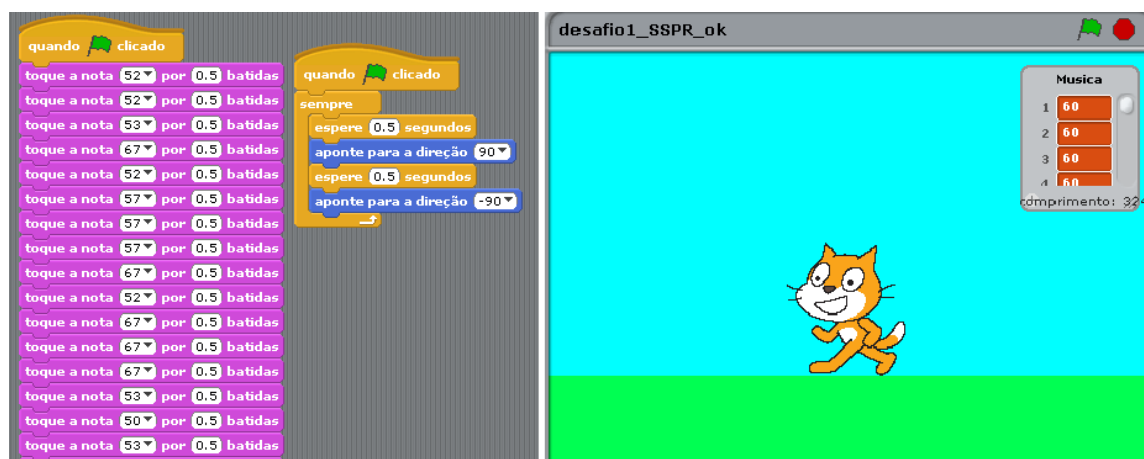 quando clicado
toque a nota 52 por 0.5 batidas
toque a nota 52 por 0.5 batidas
toque a nota 53 por 0.5 batidas
toque a nota 67 por 0.5 batidas
toque a nota 52 por 0.5 batidas
toque a nota 57 por 0.5 batidas
toque a nota 57 por 0.5 batidas
toque a nota 57 por 0.5 batidas
toque a nota 67 por 0.5 batidas
toque a nota 52 por 0.5 batidas
toque a nota 67 por 0.5 batidas
toque a nota 67 por 0.5 batidas
toque a nota 67 por 0.5 batidas
toque a nota 53 por 0.5 batidas
toque a nota 50 por 0.5 batidas
toque a nota 53 por 0.5 batidas
quando clicado
sempre
espere 0.5 segundos
aponte para a direção 90
espere 0.5 segundos
aponte para a direção -90
desafio1_SSPR_ok
Musica
1 60
2 60
3 60
4 60
comprimento: 324